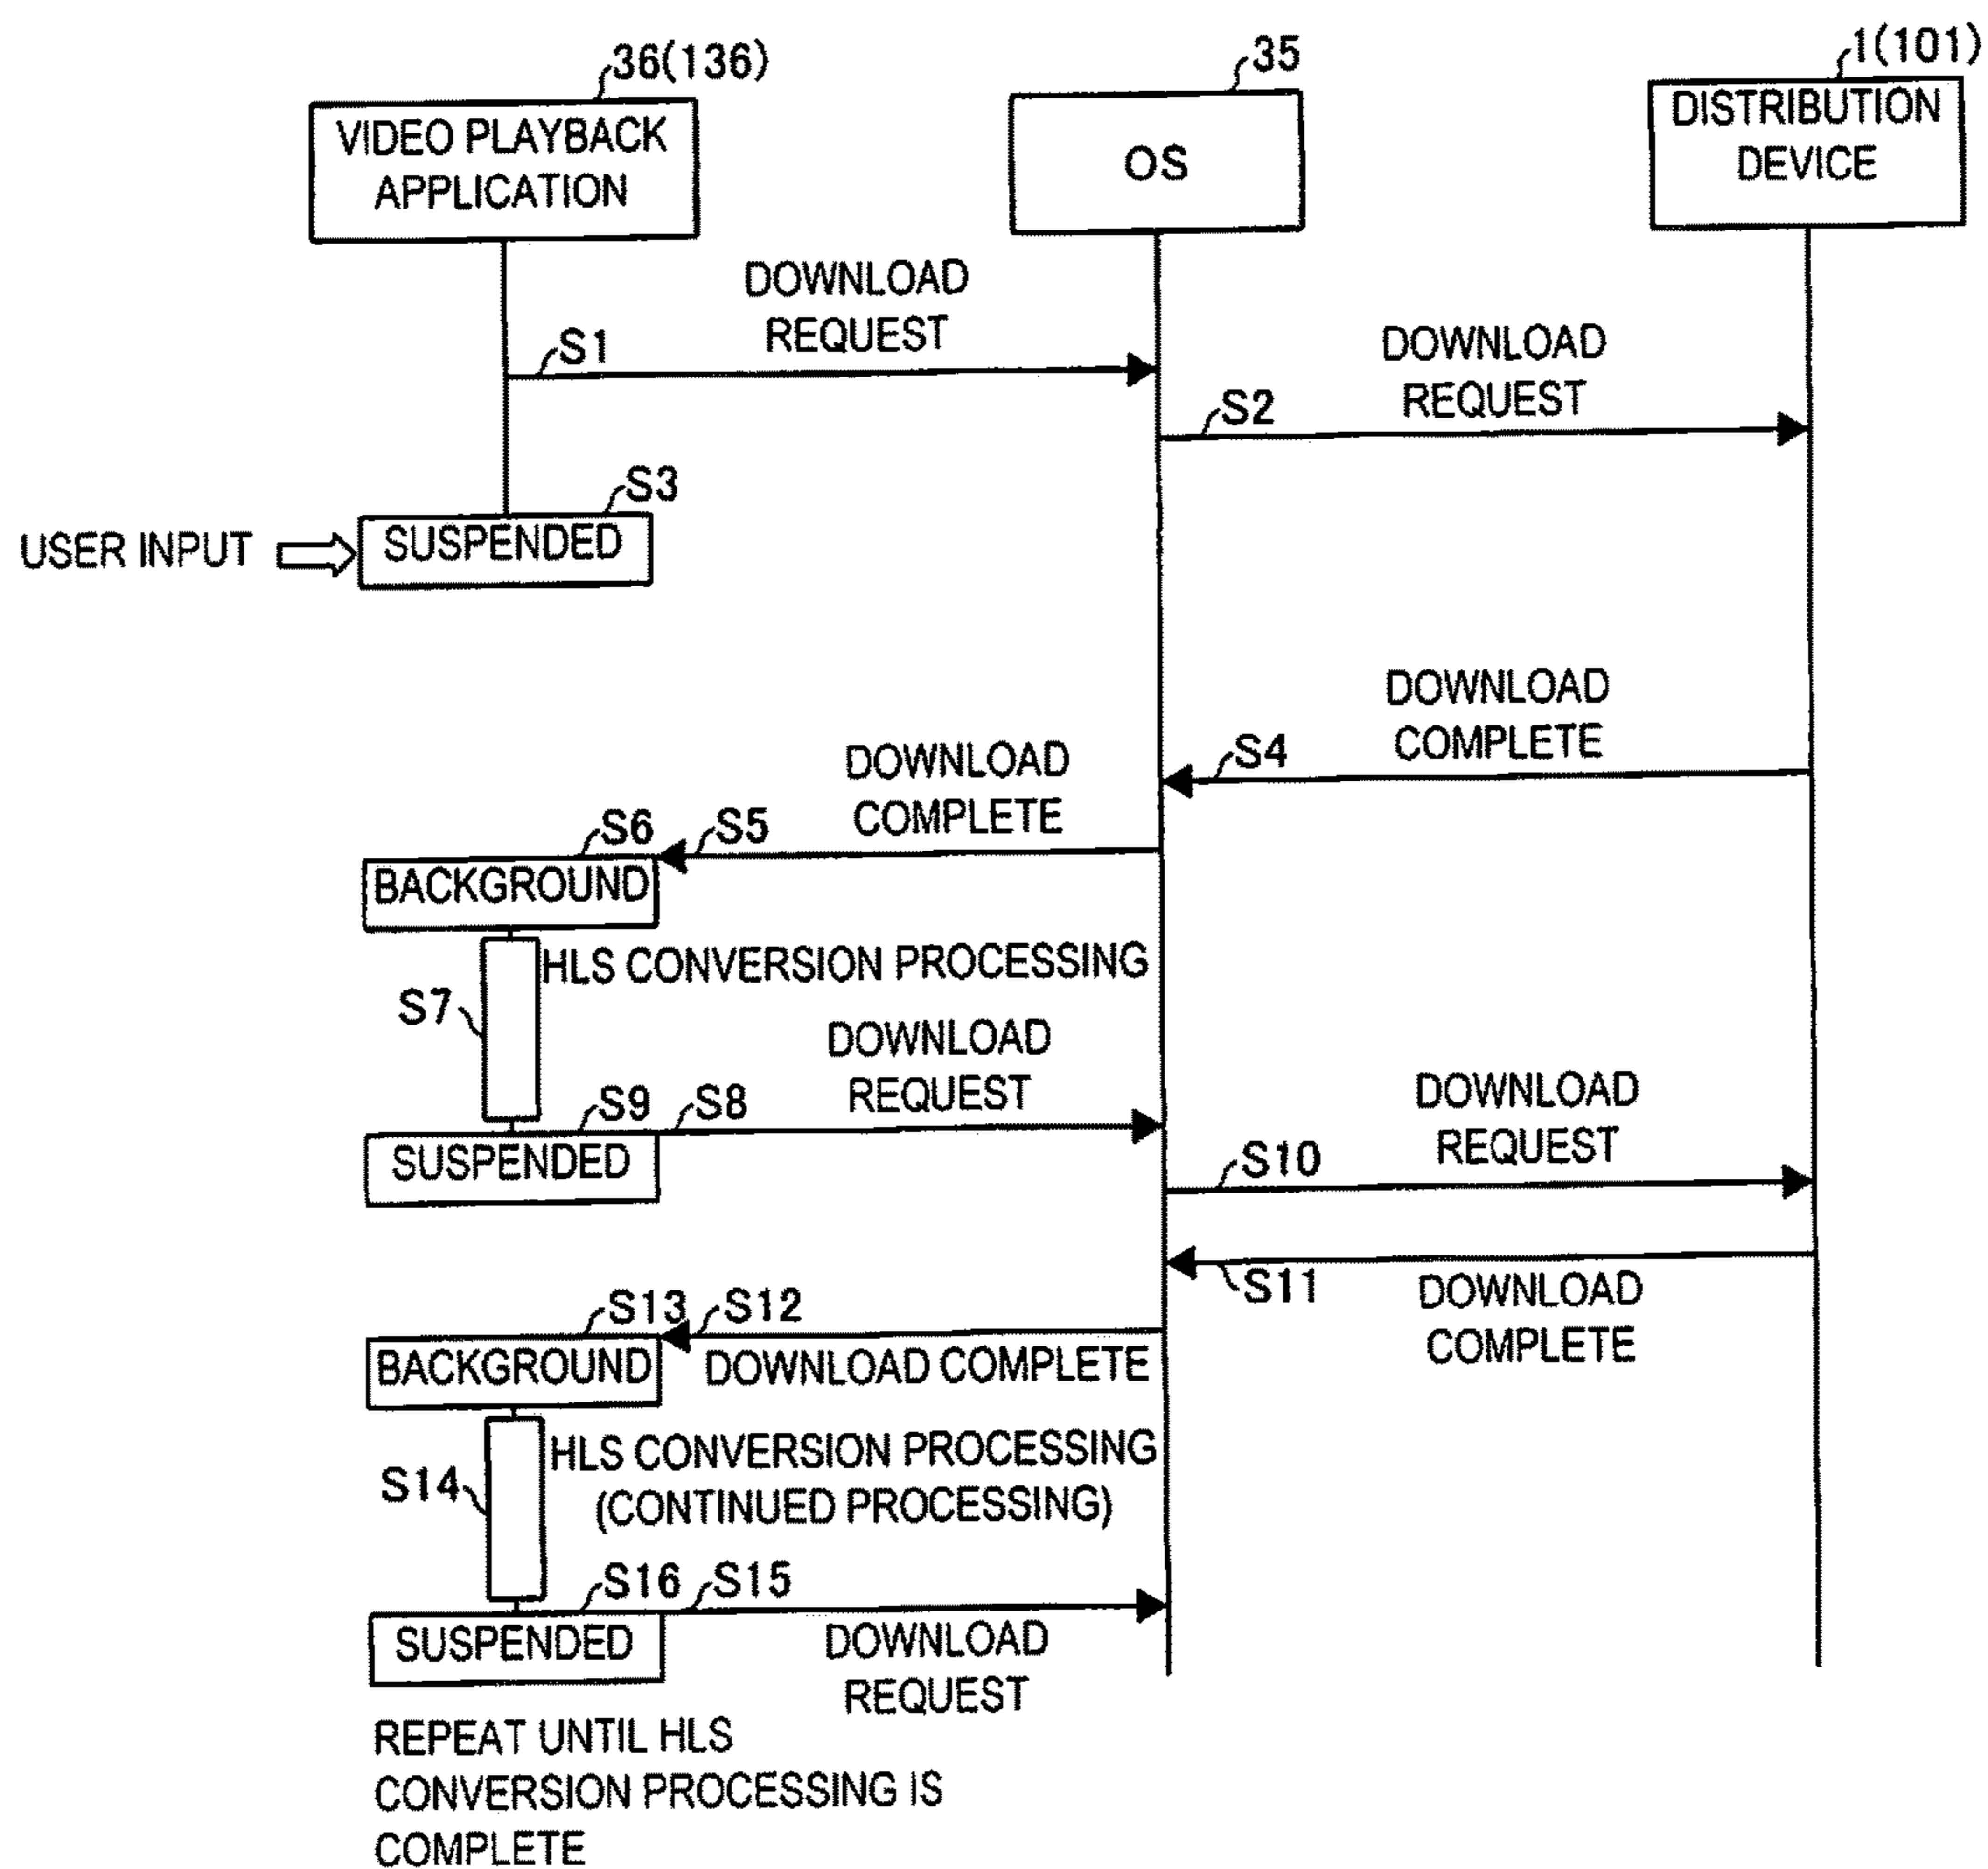 36(136)
35
1(101)
VIDEO PLAYBACK
APPLICATION
OS
DISTRIBUTION
DEVICE
DOWNLOAD
REQUEST
S1
DOWNLOAD
REQUEST
S2
S3
USER INPUT
SUSPENDED
DOWNLOAD
COMPLETE
S4
DOWNLOAD
COMPLETE
S6
S5
BACKGROUND
HLS CONVERSION PROCESSING
S7
DOWNLOAD
REQUEST
S9
S8
SUSPENDED
DOWNLOAD
REQUEST
S10
S11
DOWNLOAD
COMPLETE
S13
S12
BACKGROUND
DOWNLOAD COMPLETE
HLS CONVERSION PROCESSING
(CONTINUED PROCESSING)
S14
S16
S15
SUSPENDED
DOWNLOAD
REQUEST
REPEAT UNTIL HLS
CONVERSION PROCESSING IS
COMPLETE